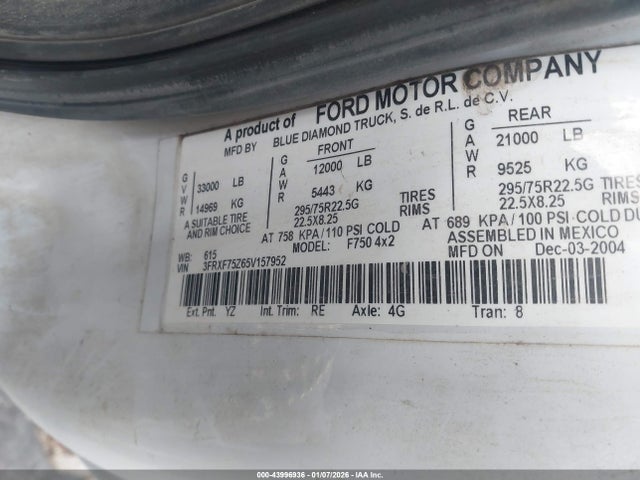 A product of FORD MOTOR COMPANY
MFD BY BLUE DIAMOND TRUCK, S. de R.L. de C.V.
GVWR 33000 LB 14969 KG
A SUITABLE TIRE AND RIM CHOICE
GAWR FRONT 12000 LB 5443 KG
295/75R22.5G TIRES
22.5X8.25 RIMS
AT 758 KPA/110 PSI COLD
GAWR REAR 21000 LB 9525 KG
295/75R22.5G TIRES
22.5X8.25 RIMS
AT 689 KPA/100 PSI COLD
MODEL: F750 4x2
ASSEMBLED IN MEXICO
WB: 615
MFD ON Dec-03-2004
VIN 3FRXF75Z65V157952
Ext. Pnt. YZ Int. Trim: RE Axle: 4G Tran: 8
000-43996936 - 01/07/2026 - IAA Inc.